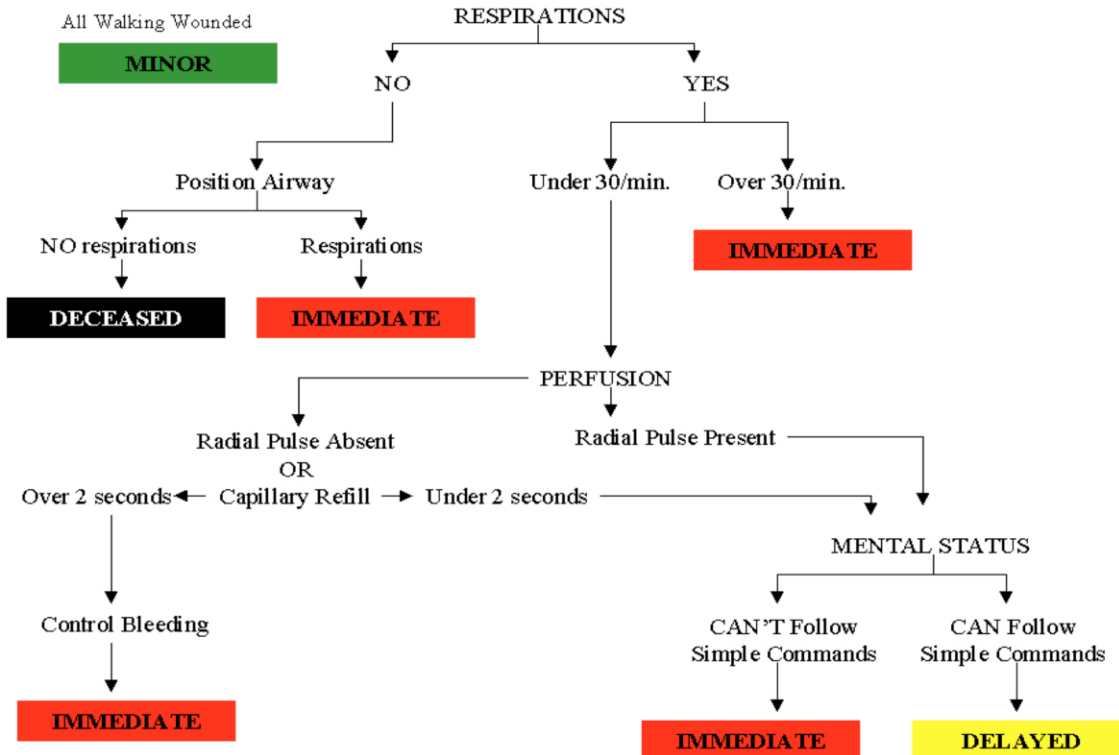 All Walking Wounded
MINOR
RESPIRATIONS
NO
YES
Position Airway
Under 30/min.
Over 30/min.
NO respirations
Respirations
IMMEDIATE
DECEASED
IMMEDIATE
PERFUSION
Radial Pulse Absent
OR
Radial Pulse Present
Over 2 seconds
Capillary Refill
Under 2 seconds
MENTAL STATUS
Control Bleeding
CAN'T Follow
Simple Commands
CAN Follow
Simple Commands
IMMEDIATE
IMMEDIATE
DELAYED